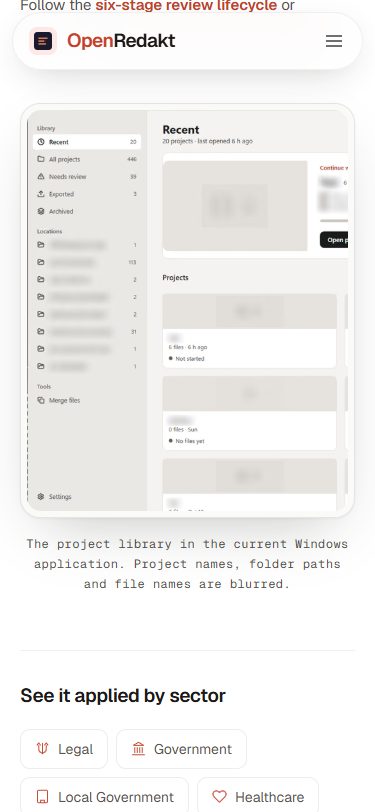 Follow the six-stage review lifecycle or
OpenRedakt
Library
Recent 20
All projects 446
Needs review 39
Exported 3
Archived
Locations
1
113
2
2
2
31
1
1
Tools
Merge files
Settings
Recent
20 projects · last opened 6 h ago
Continue w
6
Open p
Projects
6 files · 6 h ago
Not started
0 files · Sun
No files yet
The project library in the current Windows
application. Project names, folder paths
and file names are blurred.
See it applied by sector
Legal
Government
Local Government
Healthcare